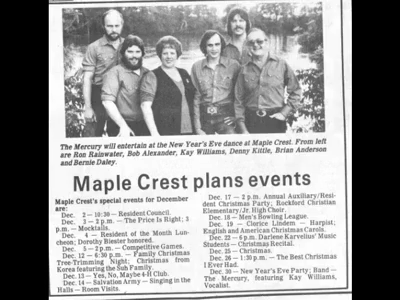 The Mercury will entertain at the New Year's Eve dance at Maple Crest. From left
are Ron Rainwater, Bob Alexander, Kay Williams, Denny Kittle, Brian Anderson
and Bernie Daley.
Maple Crest plans events
Maple Crest's special events for December
are:
Dec. 2 — 10:30 — Resident Council.
Dec. 3 — 2 p.m. — The Price Is Right; 3
p.m. — Mocktails.
Dec. 4 — Resident of the Month Lun-
cheon; Dorothy Biester honored.
Dec. 5 — 2 p.m. — Competitive Games.
Dec. 12 — 6:30 p.m. — Family Christmas
Tree-Trimming Night; Christmas from
Korea featuring the Suh Family.
Dec. 13 — Yes, No, Maybe 4-H Club.
Dec. 14 — Salvation Army — Singing in the
Halls — Room Visits.
Dec. 17 — 2 p.m. Annual Auxiliary/Resi-
dent Christmas Party; Rockford Christian
Elementary/Jr. High Choir.
Dec. 18 — Men's Bowling League.
Dec. 19 — Clorice Lindem — Harpist;
English and American Christmas Carols.
Dec. 22 — 6 p.m. Darlene Karvelius' Music
Students — Christmas Recital.
Dec. 25 — Christmas.
Dec. 26 — 1:30 p.m. — The Best Christmas
I Ever Had.
Dec. 30 — New Year's Eve Party; Band —
The Mercury, featuring Kay Williams,
Vocalist.